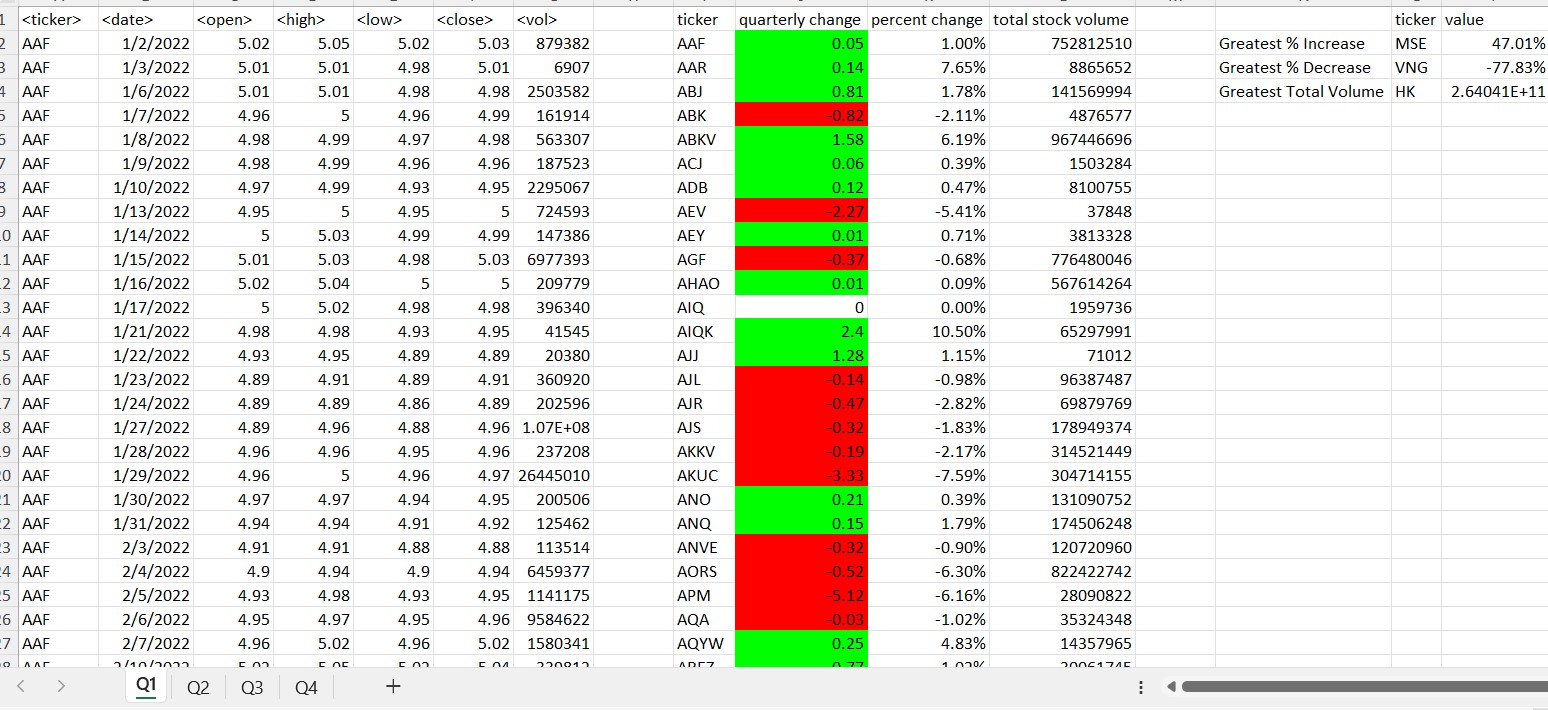 1 <ticker> <date> <open> <high> <low> <close> <vol> ticker quarterly change percent change total stock volume ticker value
2 AAF 1/2/2022 5.02 5.05 5.02 5.03 879382 AAF 0.05 1.00% 752812510 Greatest % Increase MSE 47.01%
3 AAF 1/3/2022 5.01 5.01 4.98 5.01 6907 AAR 0.14 7.65% 8865652 Greatest % Decrease VNG -77.83%
4 AAF 1/6/2022 5.01 5.01 4.98 4.98 2503582 ABJ 0.81 1.78% 141569994 Greatest Total Volume HK 2.64041E+11
5 AAF 1/7/2022 4.96 5 4.96 4.99 161914 ABK -0.82 -2.11% 4876577
6 AAF 1/8/2022 4.98 4.99 4.97 4.98 563307 ABKV 1.58 6.19% 967446696
7 AAF 1/9/2022 4.98 4.99 4.96 4.96 187523 ACJ 0.06 0.39% 1503284
8 AAF 1/10/2022 4.97 4.99 4.93 4.95 2295067 ADB 0.12 0.47% 8100755
9 AAF 1/13/2022 4.95 5 4.95 5 724593 AEV -2.27 -5.41% 37848
0 AAF 1/14/2022 5 5.03 4.99 4.99 147386 AEY 0.01 0.71% 3813328
1 AAF 1/15/2022 5.01 5.03 4.98 5.03 6977393 AGF -0.37 -0.68% 776480046
2 AAF 1/16/2022 5.02 5.04 5 5 209779 AHAO 0.01 0.09% 567614264
3 AAF 1/17/2022 5 5.02 4.98 4.98 396340 AIQ 0 0.00% 1959736
4 AAF 1/21/2022 4.98 4.98 4.93 4.95 41545 AIQK 2.4 10.50% 65297991
5 AAF 1/22/2022 4.93 4.95 4.89 4.89 20380 AJJ 1.28 1.15% 71012
6 AAF 1/23/2022 4.89 4.91 4.89 4.91 360920 AJL -0.14 -0.98% 96387487
7 AAF 1/24/2022 4.89 4.89 4.86 4.89 202596 AJR -0.47 -2.82% 69879769
8 AAF 1/27/2022 4.89 4.96 4.88 4.96 1.07E+08 AJS -0.32 -1.83% 178949374
9 AAF 1/28/2022 4.96 4.96 4.95 4.96 237208 AKKV -0.19 -2.17% 314521449
20 AAF 1/29/2022 4.96 5 4.96 4.97 26445010 AKUC -3.33 -7.59% 304714155
21 AAF 1/30/2022 4.97 4.97 4.94 4.95 200506 ANO 0.21 0.39% 131090752
22 AAF 1/31/2022 4.94 4.94 4.91 4.92 125462 ANQ 0.15 1.79% 174506248
23 AAF 2/3/2022 4.91 4.91 4.88 4.88 113514 ANVE -0.32 -0.90% 120720960
24 AAF 2/4/2022 4.9 4.94 4.9 4.94 6459377 AORS -0.52 -6.30% 822422742
25 AAF 2/5/2022 4.93 4.98 4.93 4.95 1141175 APM -5.12 -6.16% 28090822
26 AAF 2/6/2022 4.95 4.97 4.95 4.96 9584622 AQA -0.03 -1.02% 35324348
27 AAF 2/7/2022 4.96 5.02 4.96 5.02 1580341 AQYW 0.25 4.83% 14357965
Q1 Q2 Q3 Q4